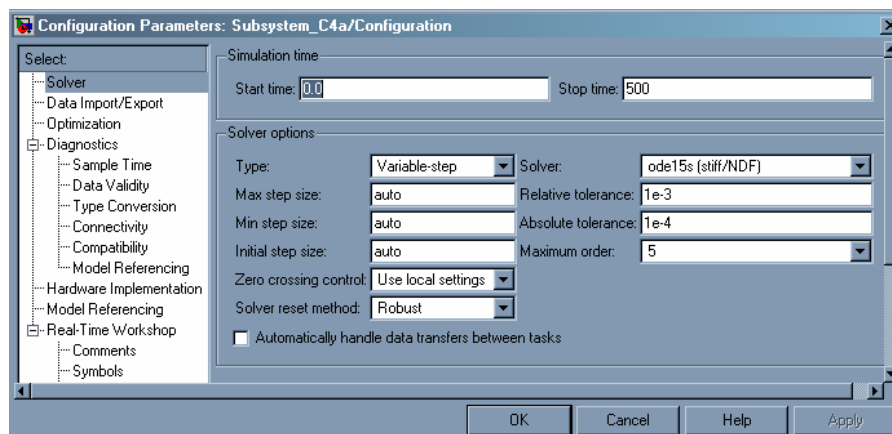 Configuration Parameters: Subsystem_C4a/Configuration
Select:
Solver
Data Import/Export
Optimization
Diagnostics
Sample Time
Data Validity
Type Conversion
Connectivity
Compatibility
Model Referencing
Hardware Implementation
Model Referencing
Real-Time Workshop
Comments
Symbols
Simulation time
Start time: 0.0 Stop time: 500
Solver options
Type: Variable-step Solver: ode15s (stiff/NDF)
Max step size: auto Relative tolerance: 1e-3
Min step size: auto Absolute tolerance: 1e-4
Initial step size: auto Maximum order: 5
Zero crossing control: Use local settings
Solver reset method: Robust
Automatically handle data transfers between tasks
OK Cancel Help Apply